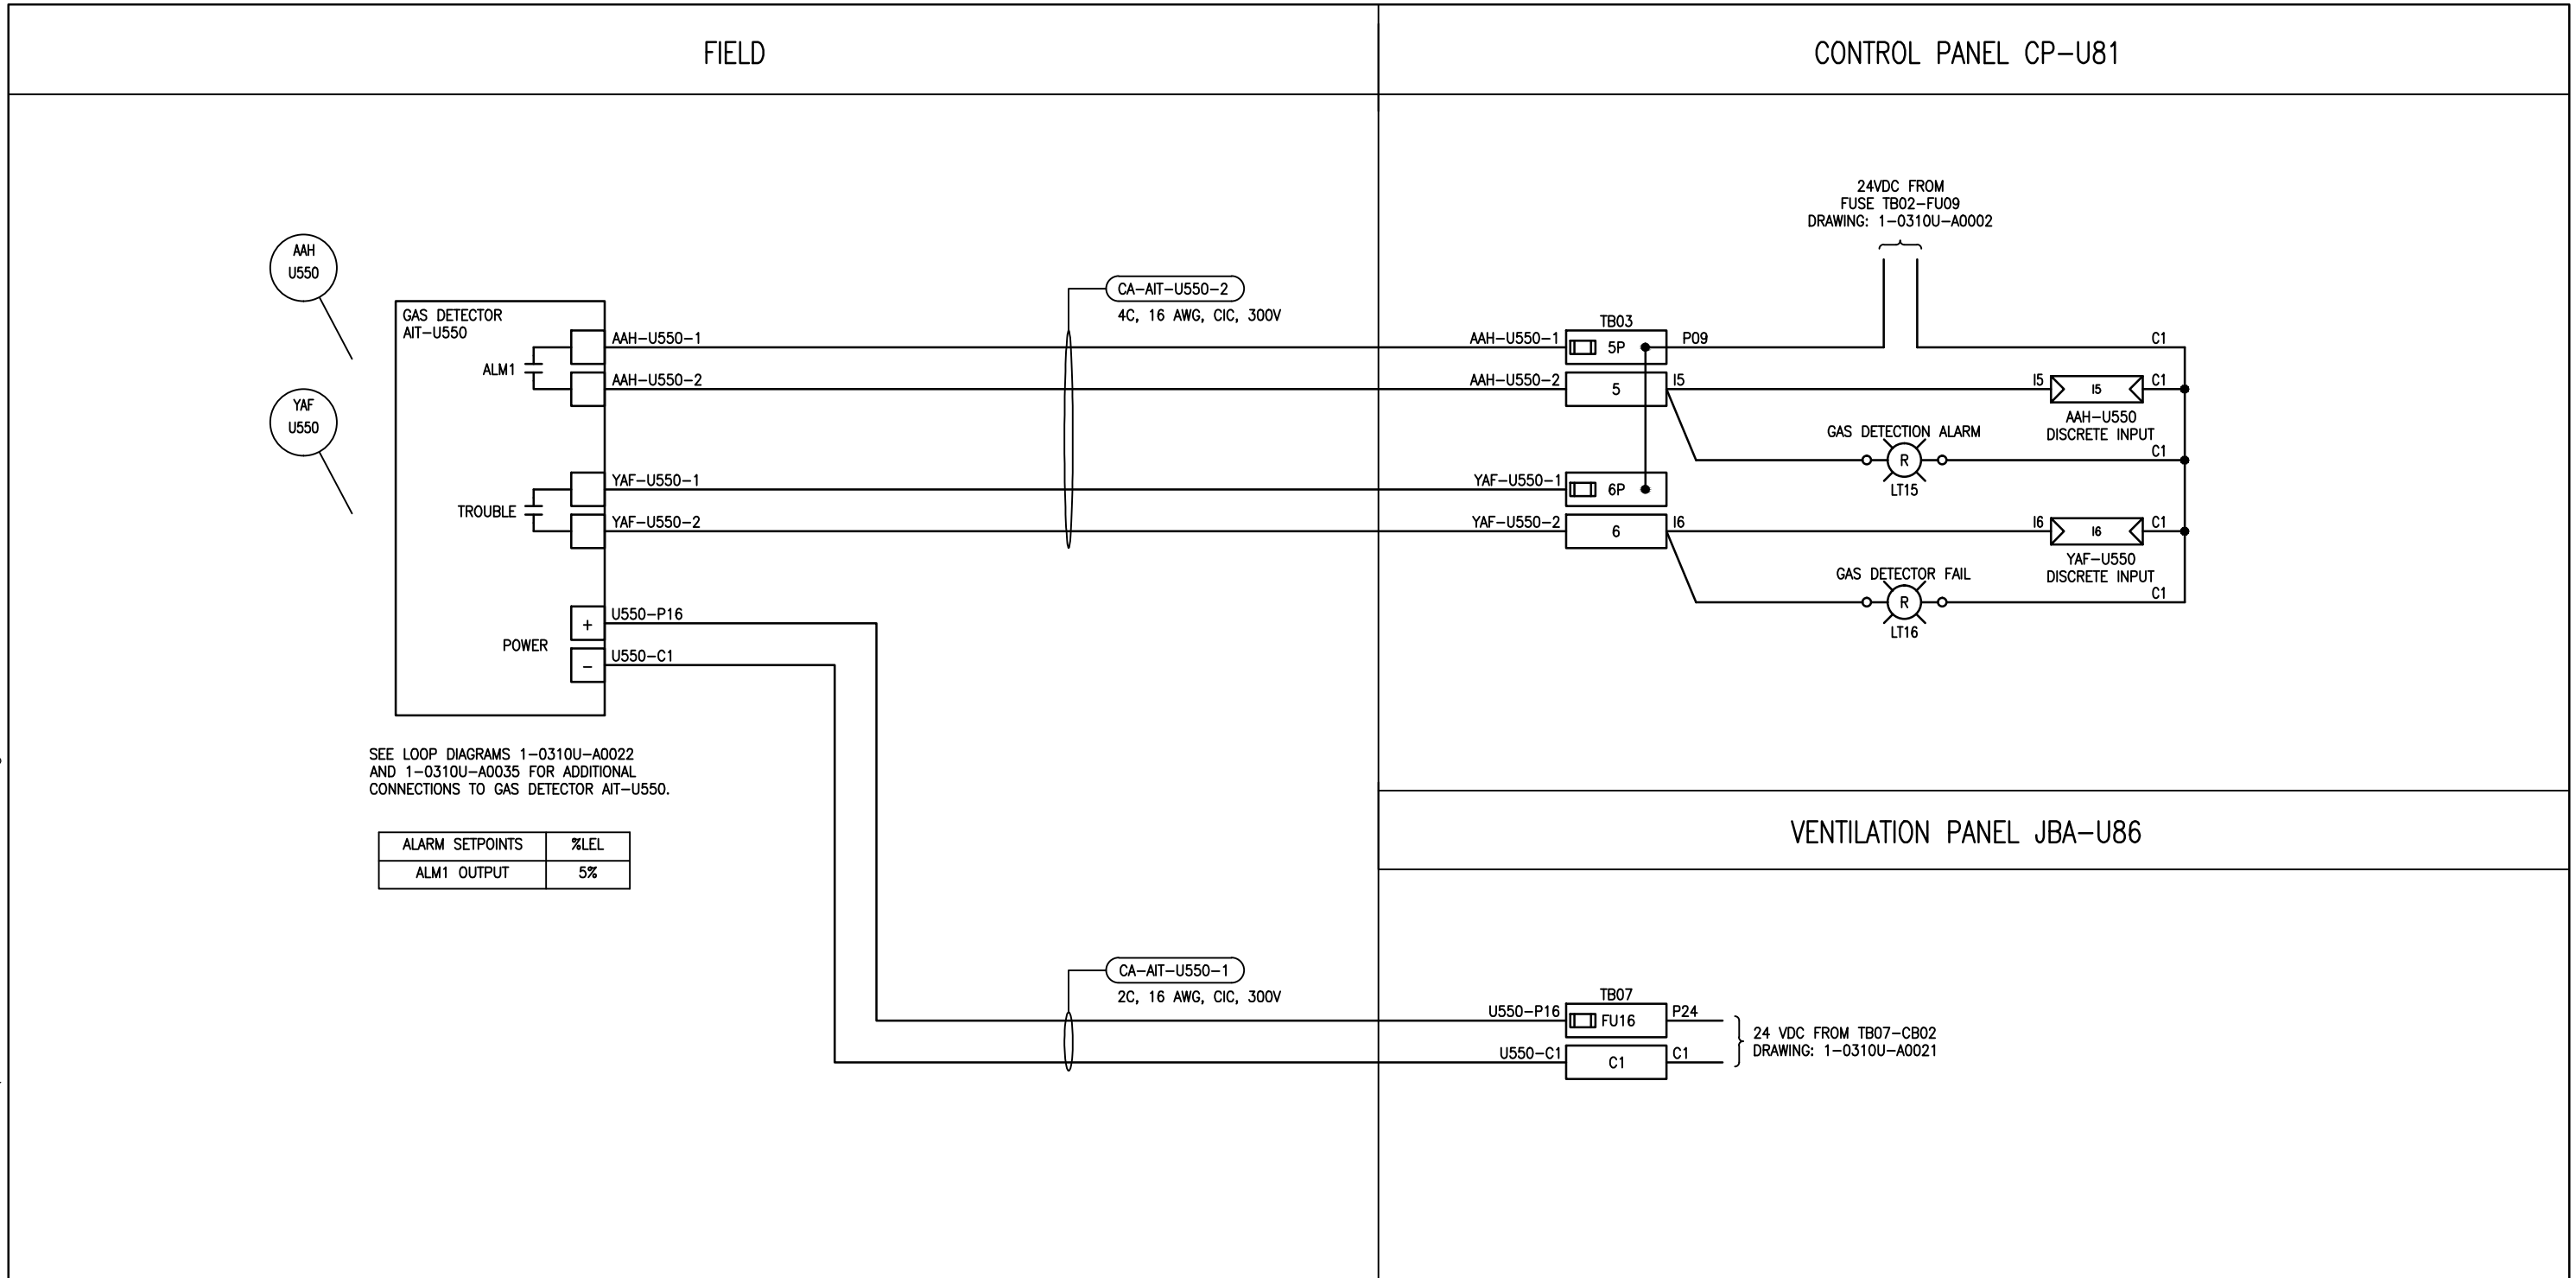 FIELD
CONTROL PANEL CP-U81
24VDC FROM
FUSE TB02-FU09
DRAWING: 1-0310U-A0002
AAH
U550
YAF
U550
GAS DETECTOR
AIT-U550
ALM1
TROUBLE
POWER
+
-
AAH-U550-1
AAH-U550-2
YAF-U550-1
YAF-U550-2
U550-P16
U550-C1
CA-AIT-U550-2
4C, 16 AWG, CIC, 300V
TB03
AAH-U550-1
5P
P09
C1
AAH-U550-2
5
I5
I5
I5
C1
AAH-U550
DISCRETE INPUT
GAS DETECTION ALARM
R
LT15
C1
YAF-U550-1
6P
YAF-U550-2
6
I6
I6
I6
C1
YAF-U550
DISCRETE INPUT
GAS DETECTOR FAIL
R
LT16
C1
SEE LOOP DIAGRAMS 1-0310U-A0022
AND 1-0310U-A0035 FOR ADDITIONAL
CONNECTIONS TO GAS DETECTOR AIT-U550.
ALARM SETPOINTS %LEL
ALM1 OUTPUT 5%
VENTILATION PANEL JBA-U86
CA-AIT-U550-1
2C, 16 AWG, CIC, 300V
TB07
U550-P16
FU16
P24
U550-C1
C1
C1
24 VDC FROM TB07-CB02
DRAWING: 1-0310U-A0021